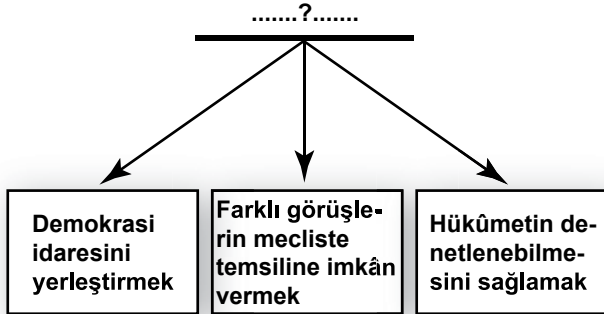 .......?.......
Demokrasi
idaresini
yerleştirmek
Farklı görüşle-
rin mecliste
temsiline imkân
vermek
Hükûmetin de-
netlenebilme-
sini sağlamak